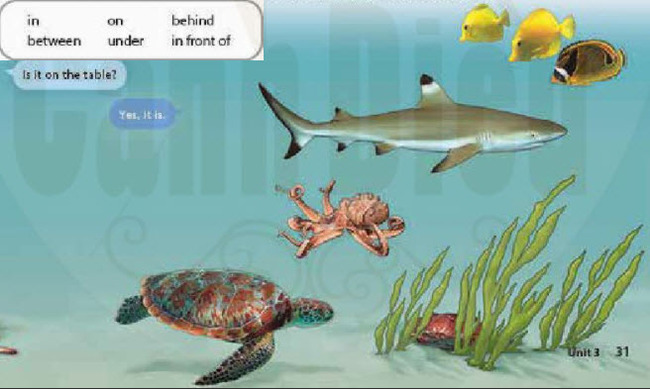 in on behind
between under in front of
Is it on the table?
Yes, it is.
Unit 3 31